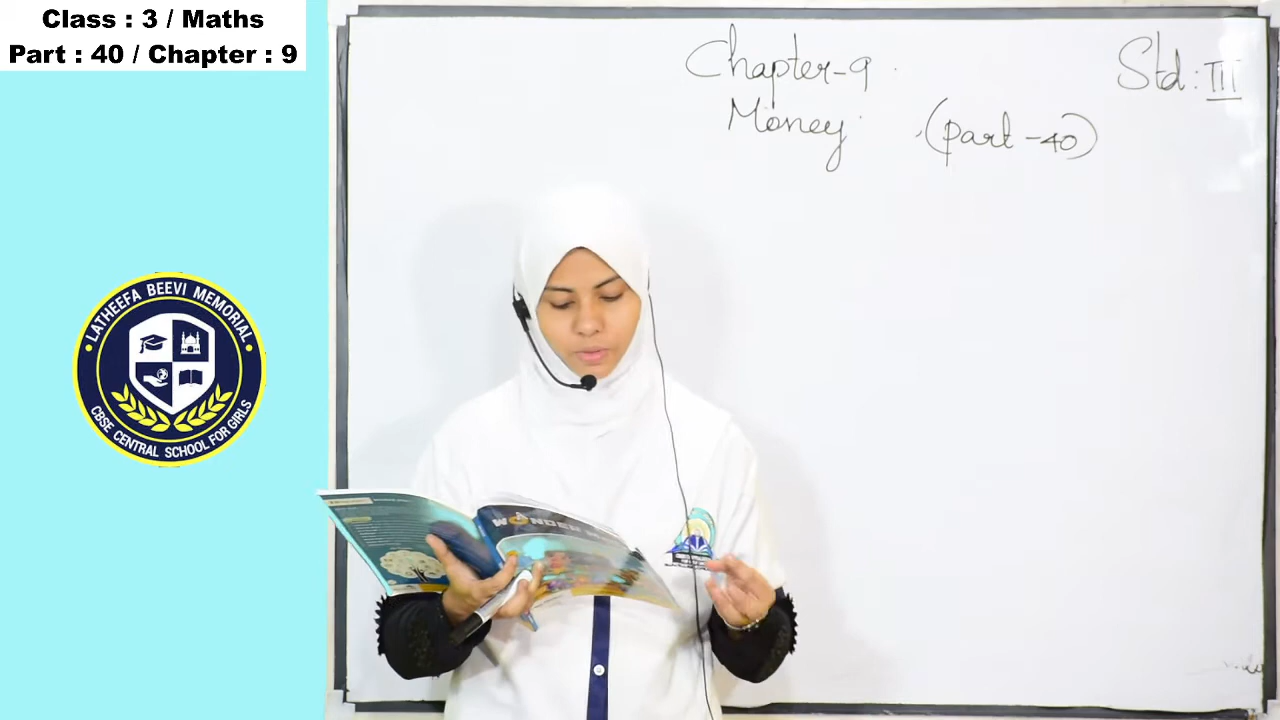 Class : 3 / Maths
Part : 40 / Chapter : 9
Chapter-9
Std : III
Money
(part -40)
LATHEEFA BEEVI MEMORIAL
CBSE CENTRAL SCHOOL FOR GIRLS
WONDER